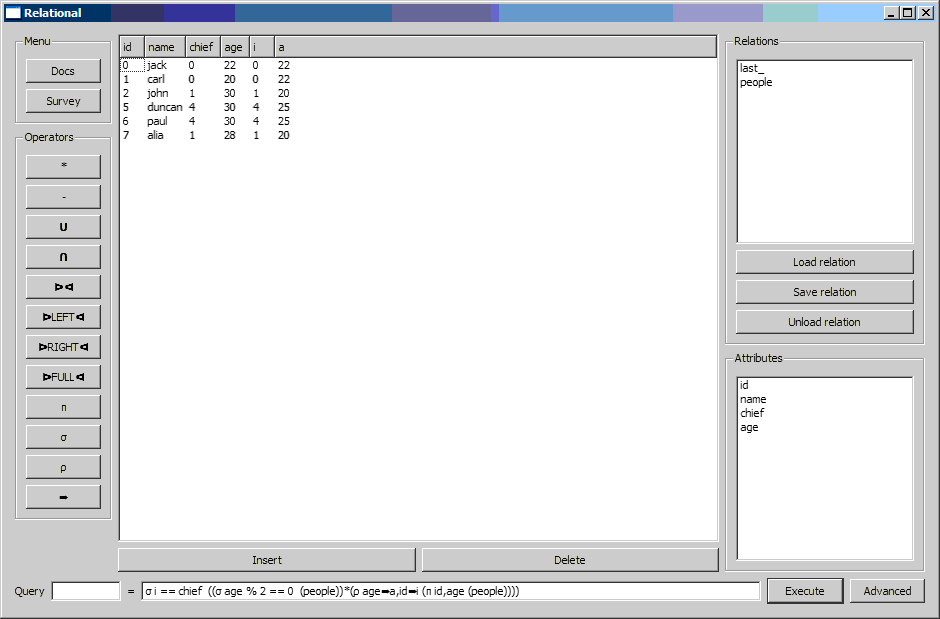 Relational
Menu
Docs
Survey
Operators
*
-
∪
∩
⊳⊲
⊳LEFT⊲
⊳RIGHT⊲
⊳FULL⊲
π
σ
ρ
➡
id name chief age i a
0 jack 0 22 0 22
1 carl 0 20 0 22
2 john 1 30 1 20
5 duncan 4 30 4 25
6 paul 4 30 4 25
7 alia 1 28 1 20
Insert Delete
Relations
last_
people
Load relation
Save relation
Unload relation
Attributes
id
name
chief
age
Query = σ i == chief ((σ age % 2 == 0 (people))*(ρ age➡a,id➡i (π id,age (people)))) Execute Advanced